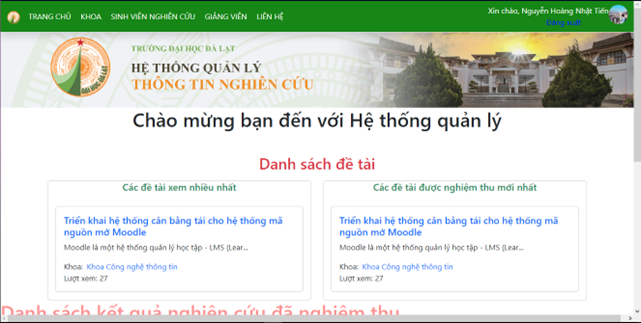 TRANG CHỦ KHOA SINH VIÊN NGHIÊN CỨU GIẢNG VIÊN LIÊN HỆ
Xin chào, Nguyễn Hoàng Nhật Tiến
Đăng xuất
TRƯỜNG ĐẠI HỌC ĐÀ LẠT
HỆ THỐNG QUẢN LÝ
THÔNG TIN NGHIÊN CỨU
ĐẠI HỌC ĐÀ LẠT
Chào mừng bạn đến với Hệ thống quản lý
Danh sách đề tài
Các đề tài xem nhiều nhất
Triển khai hệ thống cân bằng tải cho hệ thống mã
nguồn mở Moodle
Moodle là một hệ thống quản lý học tập - LMS (Lear...
Khoa: Khoa Công nghệ thông tin
Lượt xem: 27
Các đề tài được nghiệm thu mới nhất
Triển khai hệ thống cân bằng tải cho hệ thống mã
nguồn mở Moodle
Moodle là một hệ thống quản lý học tập - LMS (Lear...
Khoa: Khoa Công nghệ thông tin
Lượt xem: 27
Danh sách kết quả nghiên cứu đã nghiệm thu